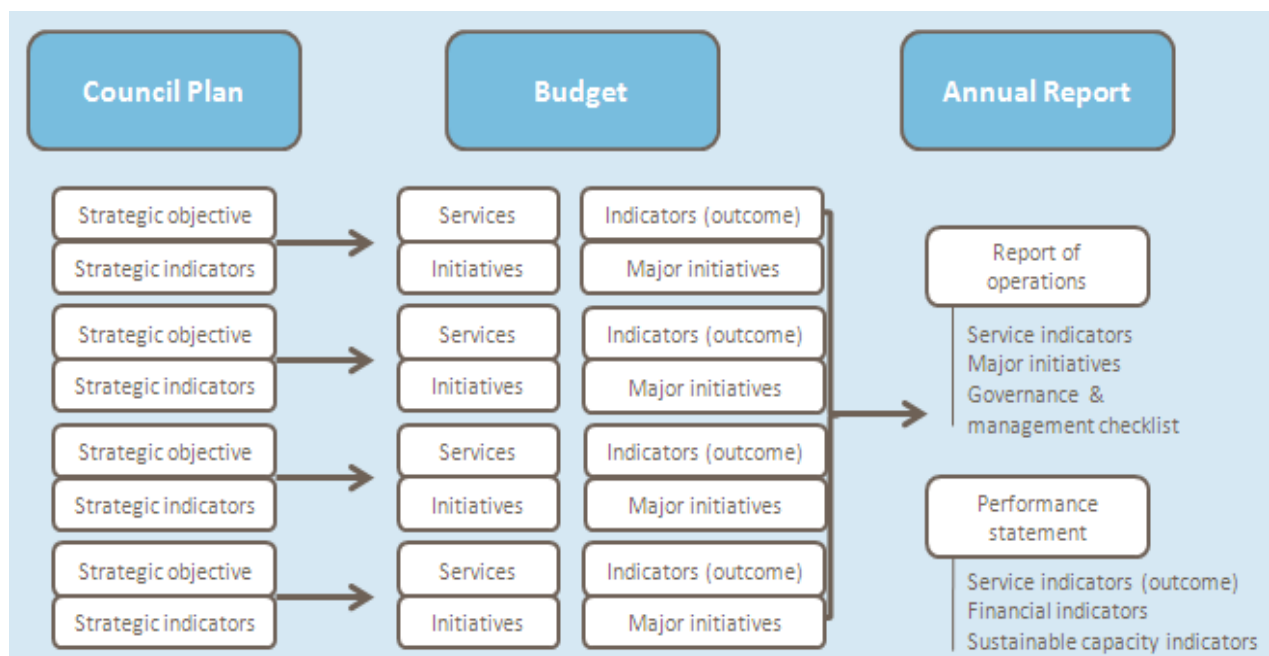 Council Plan
Budget
Annual Report
Strategic objective
Strategic indicators
Services
Initiatives
Indicators (outcome)
Major initiatives
Strategic objective
Strategic indicators
Services
Initiatives
Indicators (outcome)
Major initiatives
Strategic objective
Strategic indicators
Services
Initiatives
Indicators (outcome)
Major initiatives
Strategic objective
Strategic indicators
Services
Initiatives
Indicators (outcome)
Major initiatives
Report of
operations
Service indicators
Major initiatives
Governance &
management checklist
Performance
statement
Service indicators (outcome)
Financial indicators
Sustainable capacity indicators